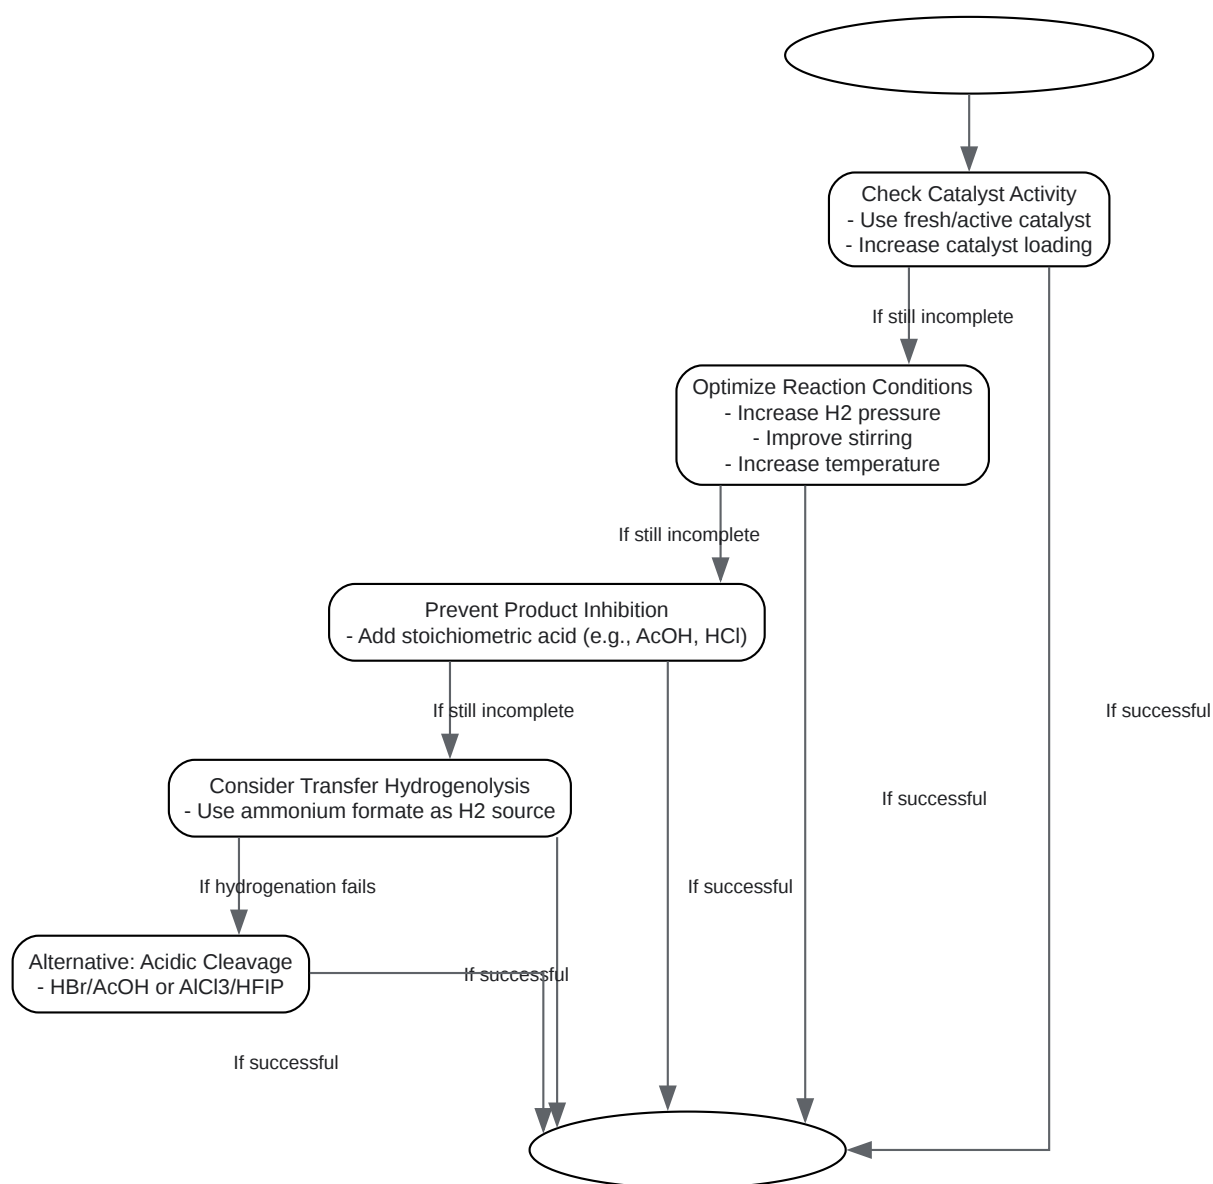 Check Catalyst Activity
- Use fresh/active catalyst
- Increase catalyst loading
If still incomplete
Optimize Reaction Conditions
- Increase H2 pressure
- Improve stirring
- Increase temperature
If still incomplete
Prevent Product Inhibition
- Add stoichiometric acid (e.g., AcOH, HCl)
If still incomplete
If successful
Consider Transfer Hydrogenolysis
- Use ammonium formate as H2 source
If successful
If hydrogenation fails
If successful
Alternative: Acidic Cleavage
- HBr/AcOH or AlCl3/HFIP
If successful
If successful